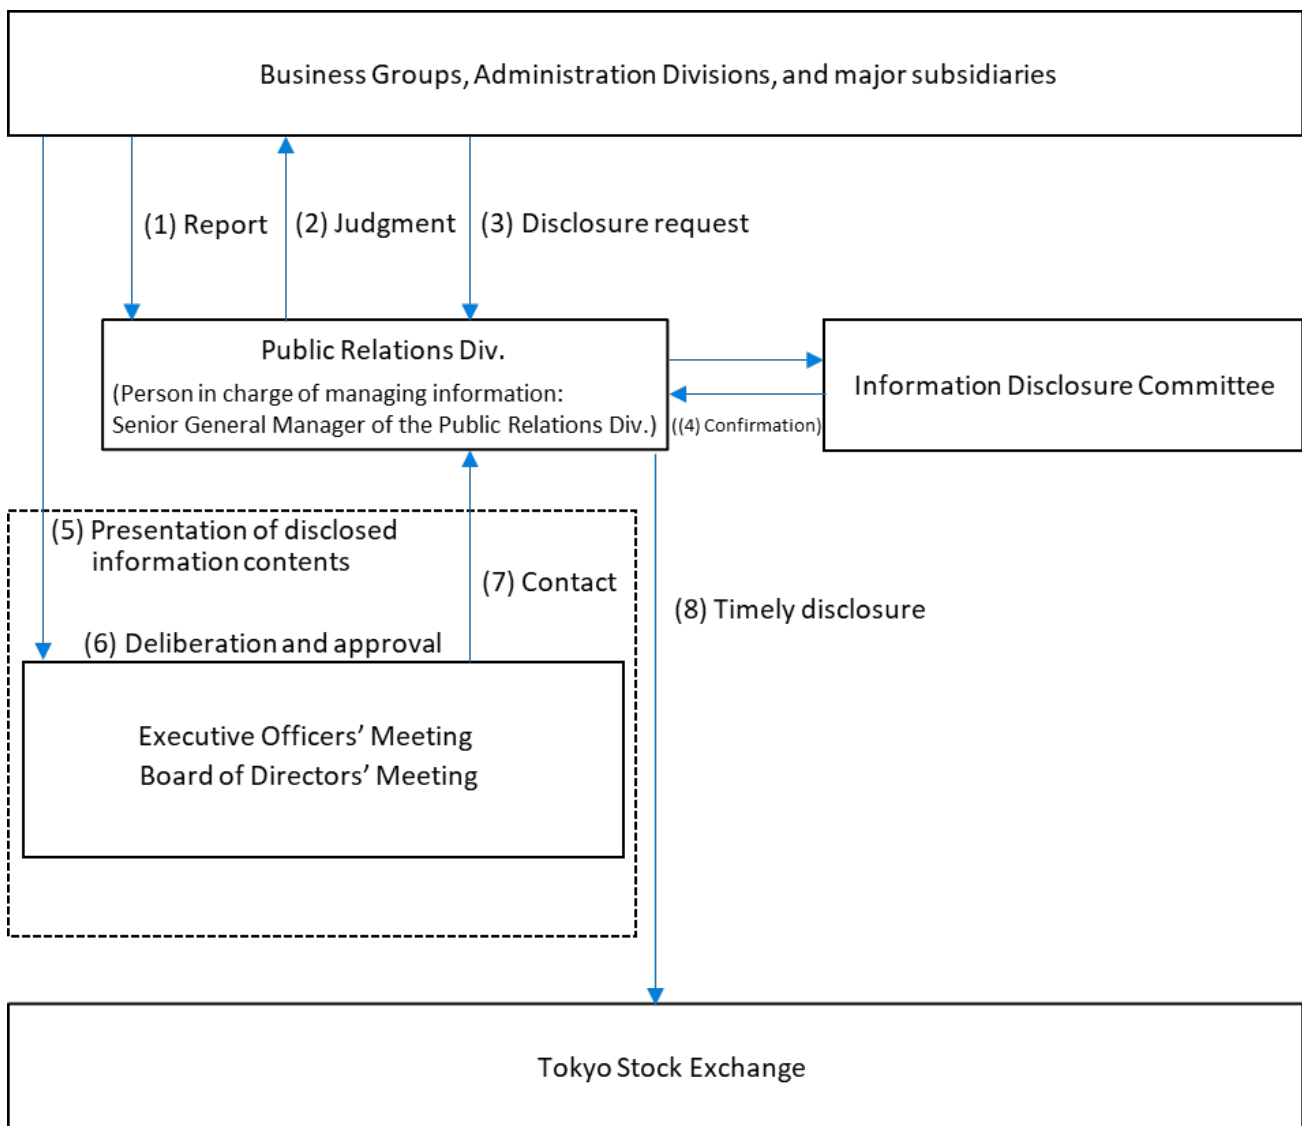 Business Groups, Administration Divisions, and major subsidiaries
(1) Report
(2) Judgment
(3) Disclosure request
Public Relations Div.
(Person in charge of managing information:
Senior General Manager of the Public Relations Div.)
((4) Confirmation)
Information Disclosure Committee
(5) Presentation of disclosed
information contents
(7) Contact
(8) Timely disclosure
(6) Deliberation and approval
Executive Officers’ Meeting
Board of Directors’ Meeting
Tokyo Stock Exchange